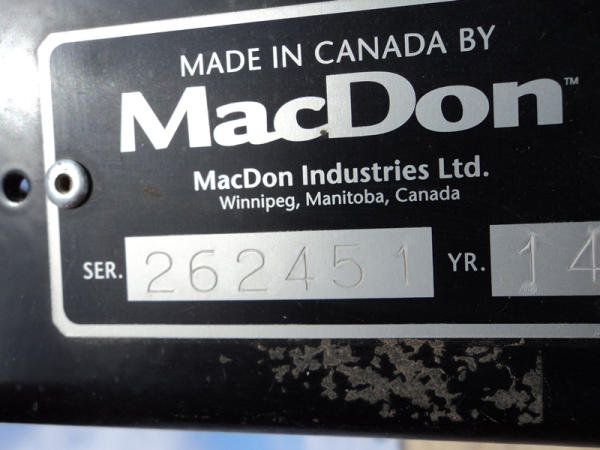 MADE IN CANADA BY
MacDon™
MacDon Industries Ltd.
Winnipeg, Manitoba, Canada
SER. 262451 YR. 14